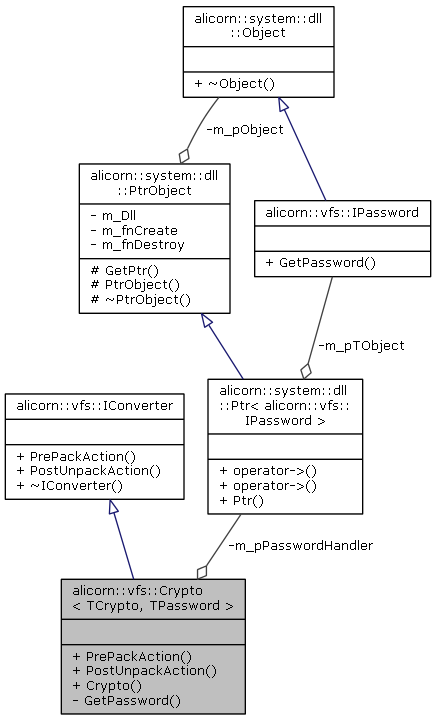 alicorn::system::dll
::Object
+ ~Object()
-m_pObject
alicorn::system::dll
::PtrObject
- m_Dll
- m_fnCreate
- m_fnDestroy
# GetPtr()
# PtrObject()
# ~PtrObject()
alicorn::vfs::IPassword
+ GetPassword()
-m_pTObject
alicorn::system::dll
::Ptr< alicorn::vfs::
IPassword >
+ operator->()
+ operator->()
+ Ptr()
alicorn::vfs::IConverter
+ PrePackAction()
+ PostUnpackAction()
+ ~IConverter()
-m_pPasswordHandler
alicorn::vfs::Crypto
< TCrypto, TPassword >
+ PrePackAction()
+ PostUnpackAction()
+ Crypto()
- GetPassword()